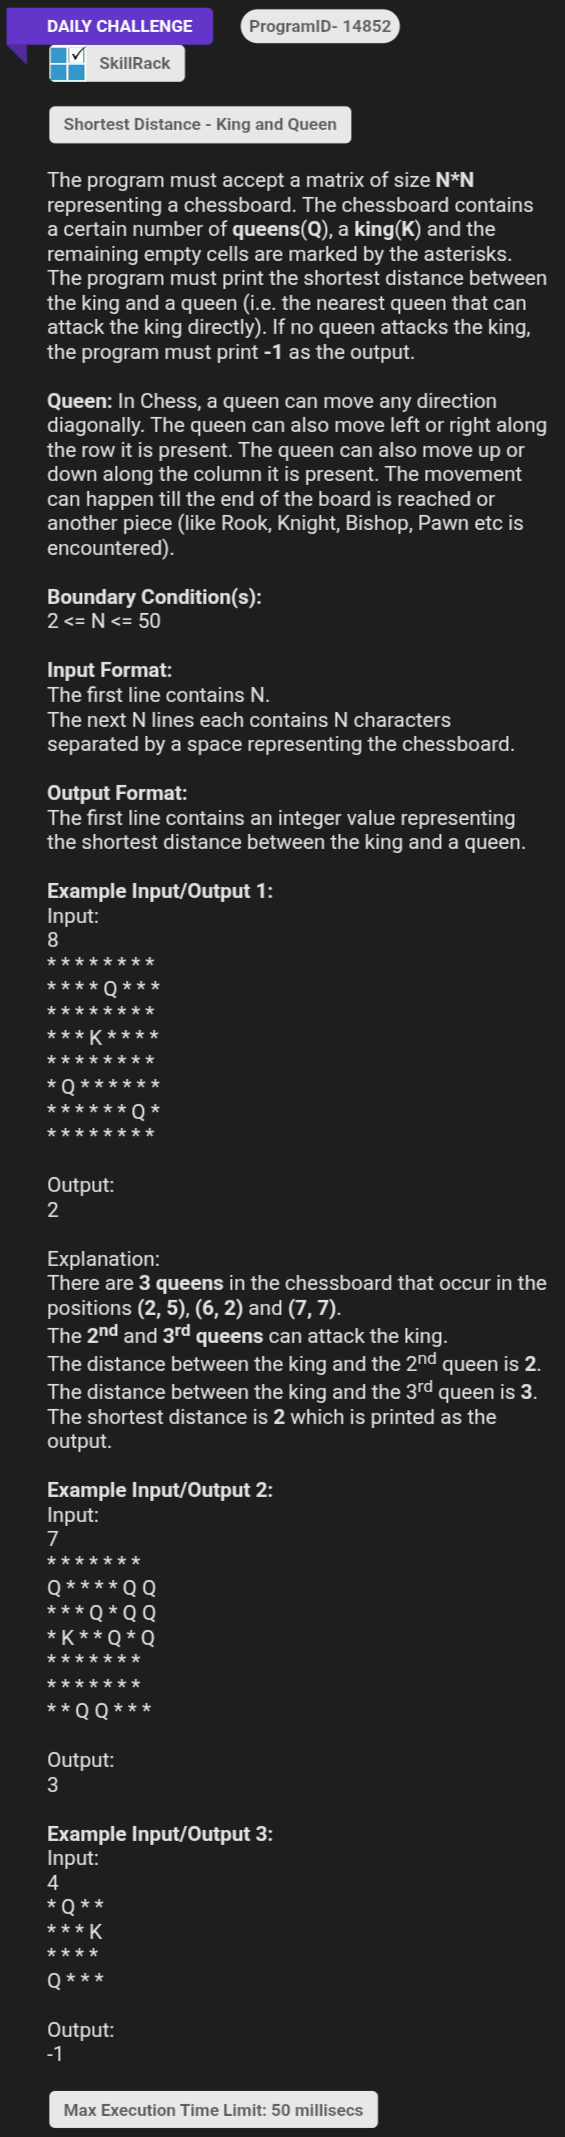 DAILY CHALLENGE
ProgramID- 14852
SkillRack
Shortest Distance - King and Queen
The program must accept a matrix of size N*N
representing a chessboard. The chessboard contains
a certain number of queens(Q), a king(K) and the
remaining empty cells are marked by the asterisks.
The program must print the shortest distance between
the king and a queen (i.e. the nearest queen that can
attack the king directly). If no queen attacks the king,
the program must print -1 as the output.
Queen: In Chess, a queen can move any direction
diagonally. The queen can also move left or right along
the row it is present. The queen can also move up or
down along the column it is present. The movement
can happen till the end of the board is reached or
another piece (like Rook, Knight, Bishop, Pawn etc is
encountered).
Boundary Condition(s):
2 <= N <= 50
Input Format:
The first line contains N.
The next N lines each contains N characters
separated by a space representing the chessboard.
Output Format:
The first line contains an integer value representing
the shortest distance between the king and a queen.
Example Input/Output 1:
Input:
8
* * * * * * * *
* * * * Q * * *
* * * * * * * *
* * * K * * * *
* * * * * * * *
* Q * * * * * *
* * * * * * Q *
* * * * * * * *
Output:
2
Explanation:
There are 3 queens in the chessboard that occur in the
positions (2, 5), (6, 2) and (7, 7).
The 2nd and 3rd queens can attack the king.
The distance between the king and the 2nd queen is 2.
The distance between the king and the 3rd queen is 3.
The shortest distance is 2 which is printed as the
output.
Example Input/Output 2:
Input:
7
* * * * * * *
Q * * * * Q Q
* * * Q * Q Q
* K * * Q * Q
* * * * * * *
* * * * * * *
* * Q Q * * *
Output:
3
Example Input/Output 3:
Input:
4
* Q * *
* * * K
* * * *
Q * * *
Output:
-1
Max Execution Time Limit: 50 millisecs